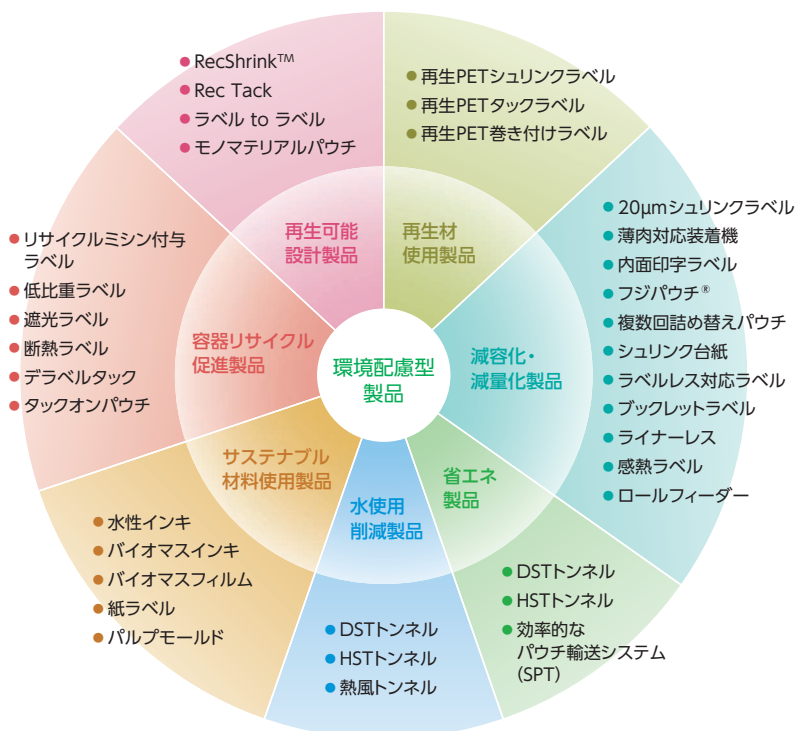 環境配慮型
製品
再生材
使用製品
● 再生PETシュリンクラベル
● 再生PETタックラベル
● 再生PET巻き付けラベル
減容化・
減量化製品
● 20μmシュリンクラベル
● 薄肉対応装着機
● 内面印字ラベル
● フジパウチ®
● 複数回詰め替えパウチ
● シュリンク台紙
● ラベルレス対応ラベル
● ブックレットラベル
● ライナーレス
● 感熱ラベル
● ロールフィーダー
省エネ
製品
● DSTトンネル
● HSTトンネル
● 効率的な
パウチ輸送システム
(SPT)
水使用
削減製品
● DSTトンネル
● HSTトンネル
● 熱風トンネル
サステナブル
材料使用製品
● 水性インキ
● バイオマスインキ
● バイオマスフィルム
● 紙ラベル
● パルプモールド
容器リサイクル
促進製品
● リサイクルミシン付与
ラベル
● 低比重ラベル
● 遮光ラベル
● 断熱ラベル
● デラベルタック
● タックオンパウチ
再生可能
設計製品
● RecShrink™
● Rec Tack
● ラベル to ラベル
● モノマテリアルパウチ